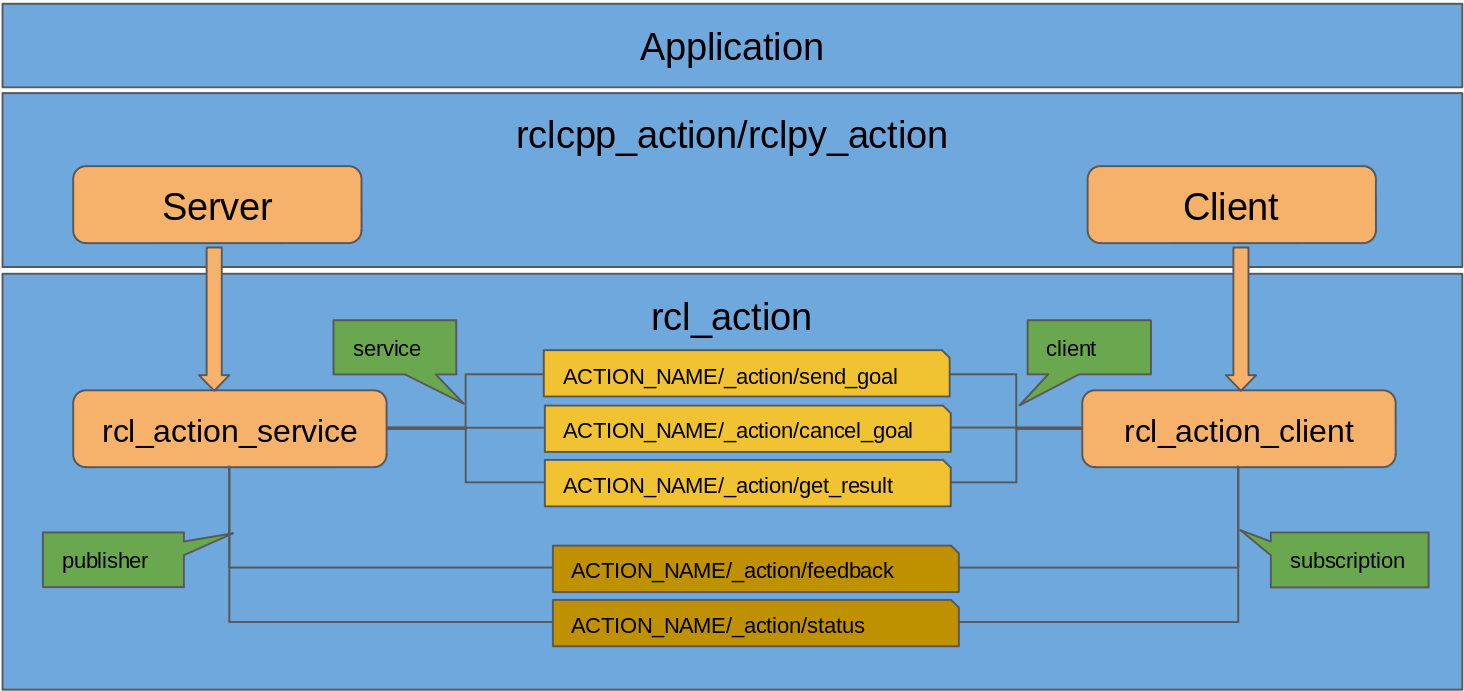 Application
rclcpp_action/rclpy_action
Server
Client
rcl_action
service
client
ACTION_NAME/_action/send_goal
rcl_action_service
ACTION_NAME/_action/cancel_goal
rcl_action_client
ACTION_NAME/_action/get_result
publisher
ACTION_NAME/_action/feedback
subscription
ACTION_NAME/_action/status